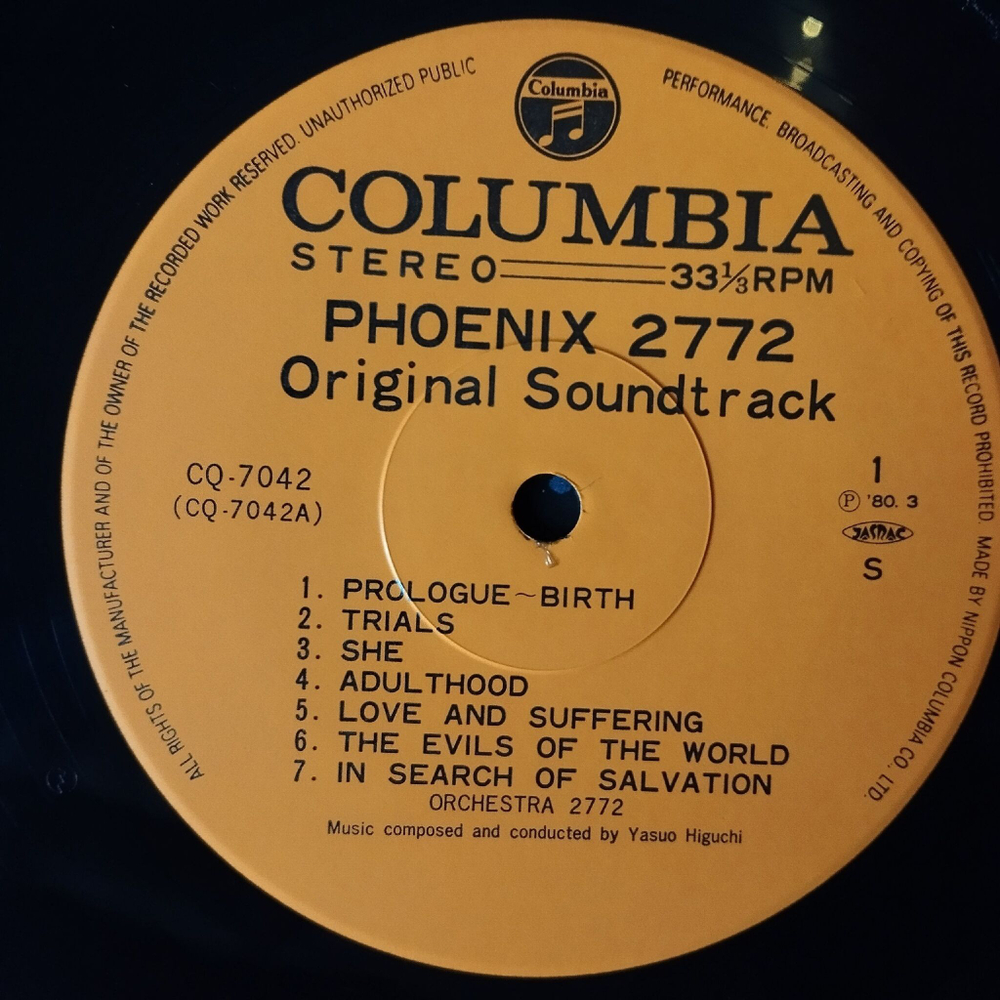 ALL RIGHTS OF THE MANUFACTURER AND OF THE OWNER OF THE RECORDED WORK RESERVED. UNAUTHORIZED PUBLIC PERFORMANCE. BROADCASTING AND COPYING OF THIS RECORD PROHIBITED. MADE BY NIPPON COLUMBIA CO., LTD.
Columbia
COLUMBIA
STEREO 33⅓RPM
PHOENIX 2772
Original Soundtrack
CQ-7042
(CQ-7042A)
1
Ⓟ '80. 3
JASRAC
S
1. PROLOGUE~BIRTH
2. TRIALS
3. SHE
4. ADULTHOOD
5. LOVE AND SUFFERING
6. THE EVILS OF THE WORLD
7. IN SEARCH OF SALVATION
ORCHESTRA 2772
Music composed and conducted by Yasuo Higuchi